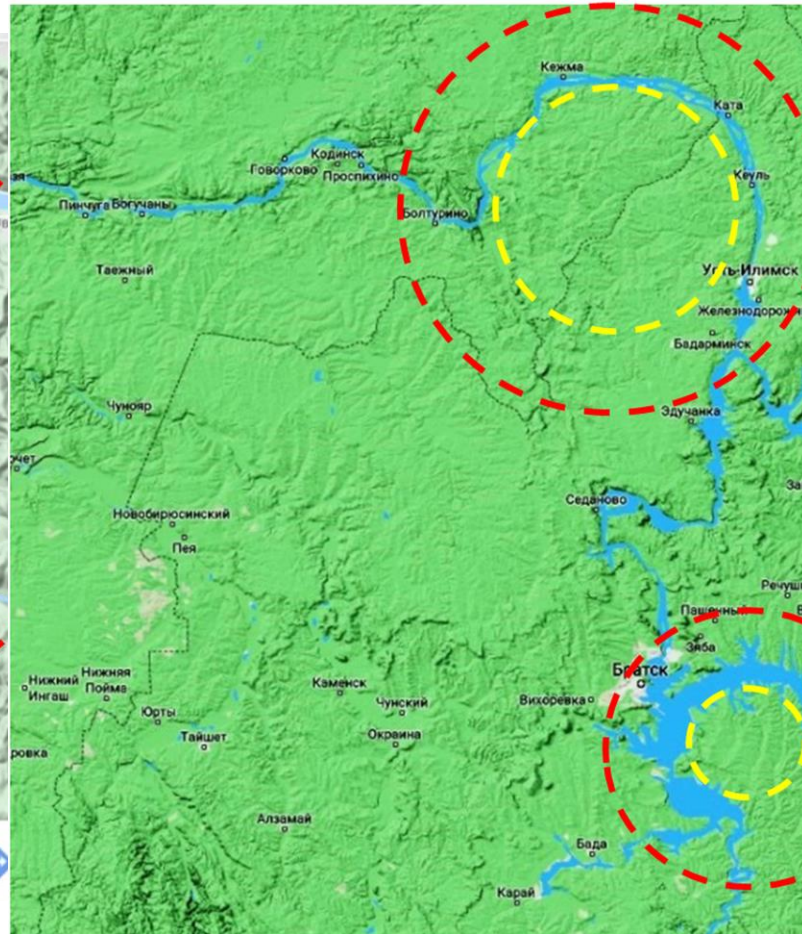 Кежма
Ката
Кодинск
Говорково
Проспихино
Кеуль
Пинчуга
Богучаны
Болтурино
Таежный
Усть-Илимск
Бадарминск
Чунояр
Эдучанка
Седаново
Новобирюсинский
Пея
Пашенный
Зяба
Братск
Нижний
Ингаш
Нижняя
Пойма
Каменск
Вихоревка
Чунский
Юрты
Тайшет
Окраина
Алзамай
Бада
Карай